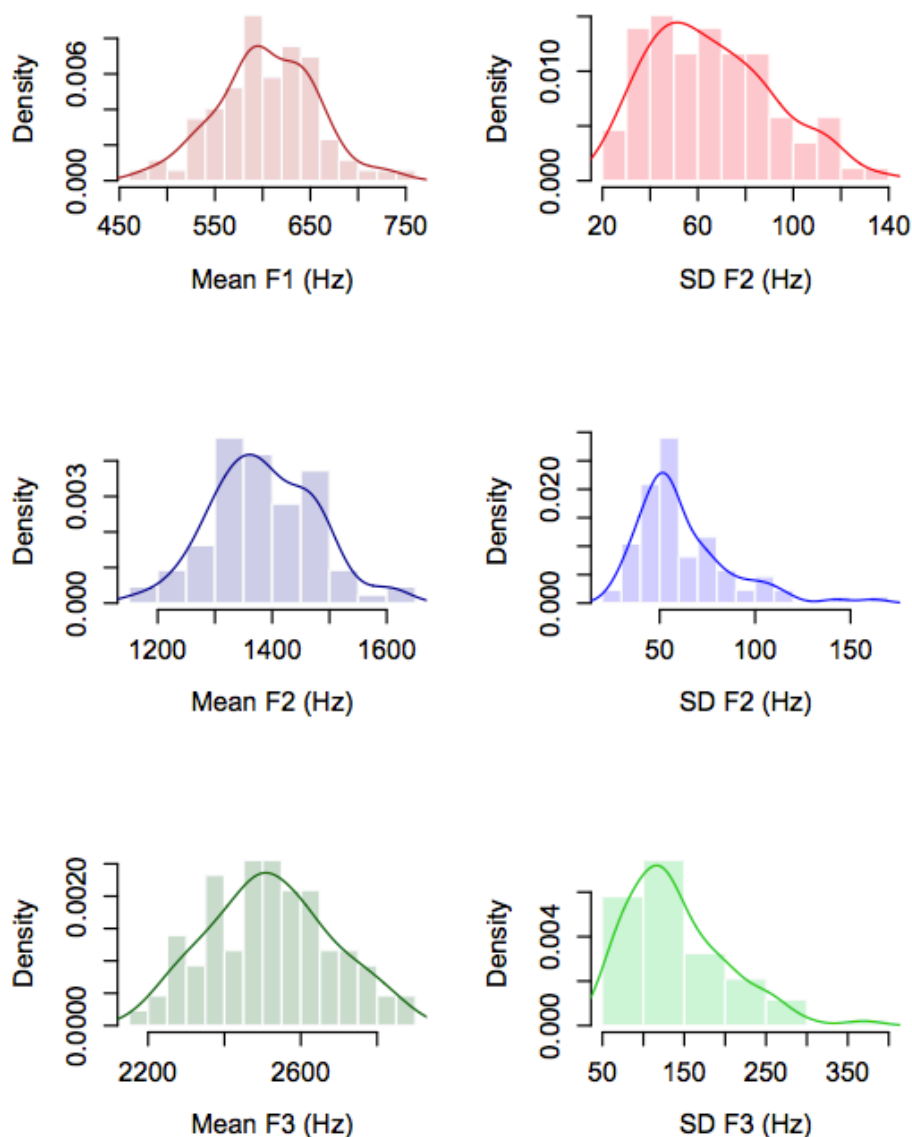 Density
0.000 0.006
450 550 650 750
Mean F1 (Hz)
Density
0.000 0.010
20 60 100 140
SD F2 (Hz)
Density
0.000 0.003
1200 1400 1600
Mean F2 (Hz)
Density
0.000 0.020
50 100 150
SD F2 (Hz)
Density
0.0000 0.0020
2200 2600
Mean F3 (Hz)
Density
0.000 0.004
50 150 250 350
SD F3 (Hz)